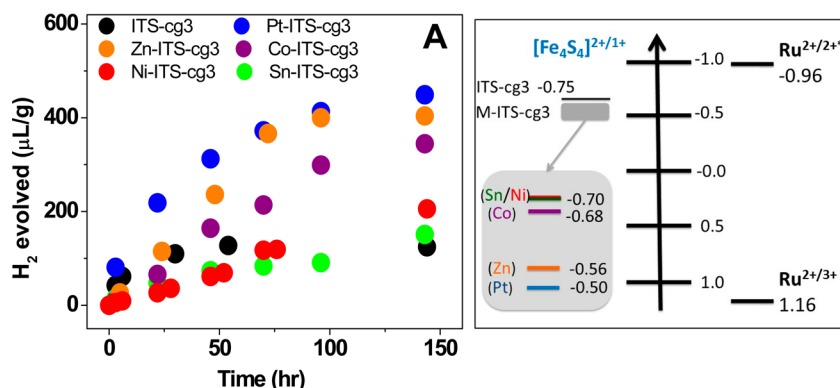 A
ITS-cg3 Pt-ITS-cg3
Zn-ITS-cg3 Co-ITS-cg3
Ni-ITS-cg3 Sn-ITS-cg3
H₂ evolved (µL/g)
600
400
200
0
0 50 100 150
Time (hr)
[Fe₄S₄]²⁺/¹⁺
ITS-cg3 -0.75
M-ITS-cg3
(Sn/Ni) -0.70
(Co) -0.68
(Zn) -0.56
(Pt) -0.50
-1.0
-0.5
-0.0
0.5
1.0
Ru²⁺/²⁺*
-0.96
Ru²⁺/³⁺
1.16